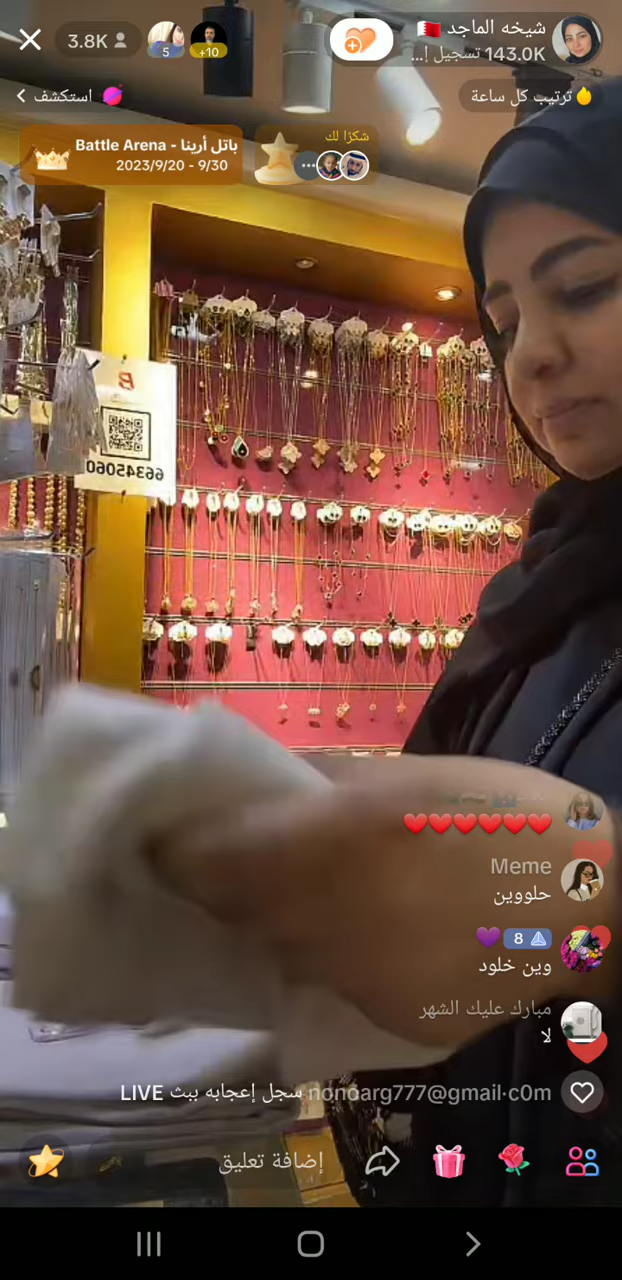 شيخه الماجد 🇧🇭
143.0K تسجيل إ...
3.8K
5
+10
ترتيب كل ساعة
استكشف
شكرًا لك
باتل أرينا - Battle Arena
2023/9/20 - 9/30
66345060
❤️❤️❤️❤️❤️❤️
Meme
حلووين
8
وين خلود
مبارك عليك الشهر
لا
nonoarg777@gmail·c0m سجل إعجابه ببث LIVE
إضافة تعليق